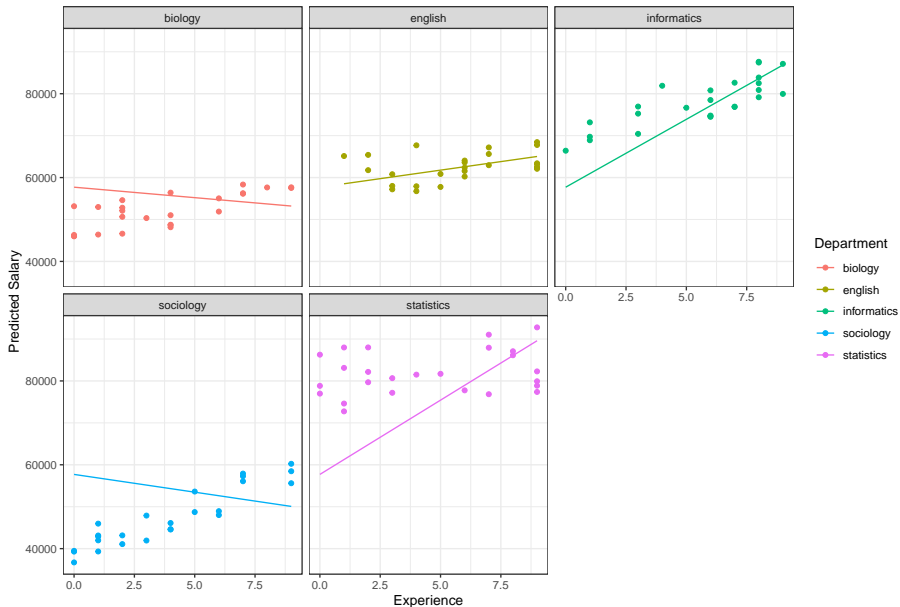 biology
english
informatics
80000
60000
40000
0.0 2.5 5.0 7.5
sociology
statistics
80000
60000
40000
0.0 2.5 5.0 7.5
0.0 2.5 5.0 7.5
Experience
Predicted Salary
Department
biology
english
informatics
sociology
statistics